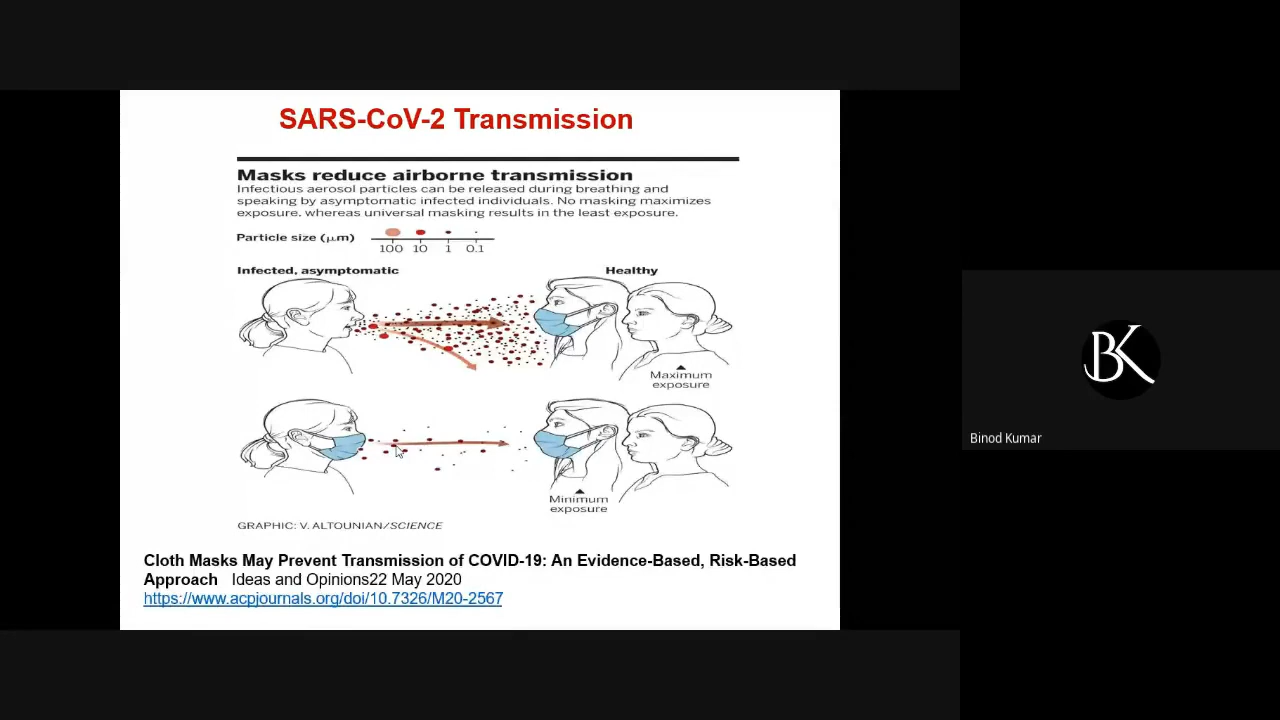 SARS-CoV-2 Transmission
Masks reduce airborne transmission
Infectious aerosol particles can be released during breathing and
speaking by asymptomatic infected individuals. No masking maximizes
exposure, whereas universal masking results in the least exposure.
Particle size (μm)
100 10 1 0.1
Infected, asymptomatic
Healthy
Maximum
exposure
Minimum
exposure
GRAPHIC: V. ALTOUNIAN/SCIENCE
Cloth Masks May Prevent Transmission of COVID-19: An Evidence-Based, Risk-Based
Approach Ideas and Opinions22 May 2020
https://www.acpjournals.org/doi/10.7326/M20-2567
BK
Binod Kumar